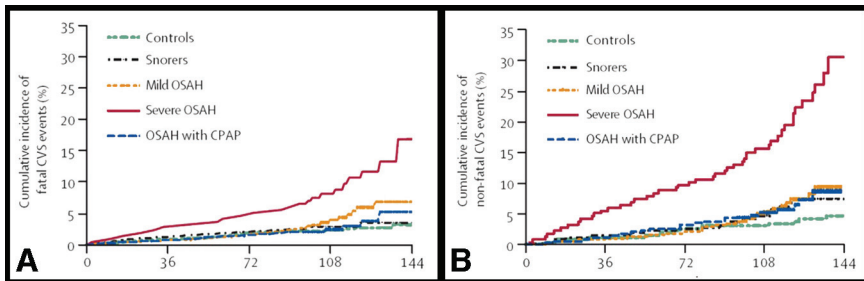 35
30
25
20
15
10
5
0
Cumulative incidence of
fatal CVS events (%)
Controls
Snorers
Mild OSAH
Severe OSAH
OSAH with CPAP
A
0 36 72 108 144
35
30
25
20
15
10
5
0
Cumulative incidence of
non-fatal CVS events (%)
Controls
Snorers
Mild OSAH
Severe OSAH
OSAH with CPAP
B
0 36 72 108 144